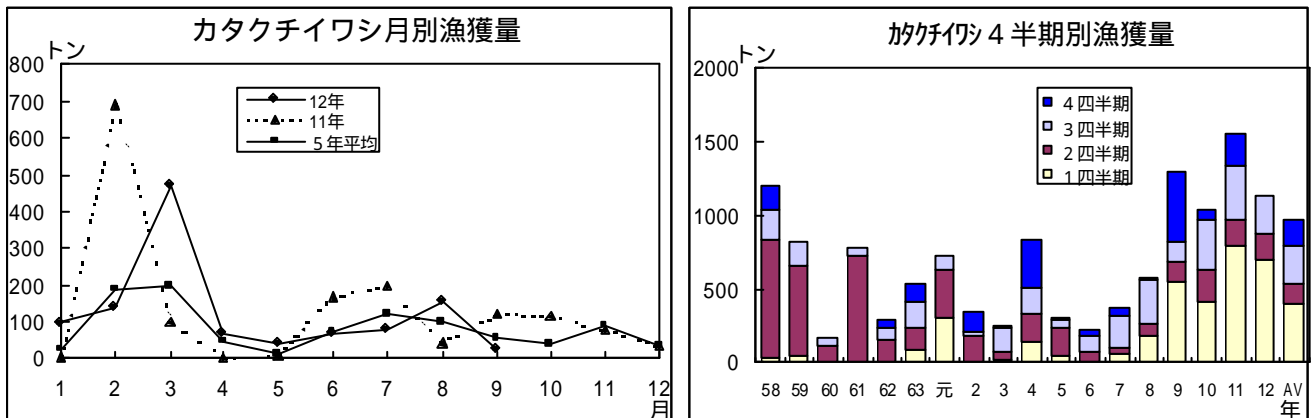 カタクチイワシ月別漁獲量
トン
800
700
600
500
400
300
200
100
0
12年
11年
５年平均
1 2 3 4 5 6 7 8 9 10 11 12
月
ｶﾀｸﾁｲﾜｼ４半期別漁獲量
トン
2000
1500
1000
500
0
４四半期
３四半期
２四半期
１四半期
58 59 60 61 62 63 元 2 3 4 5 6 7 8 9 10 11 12 AV
年